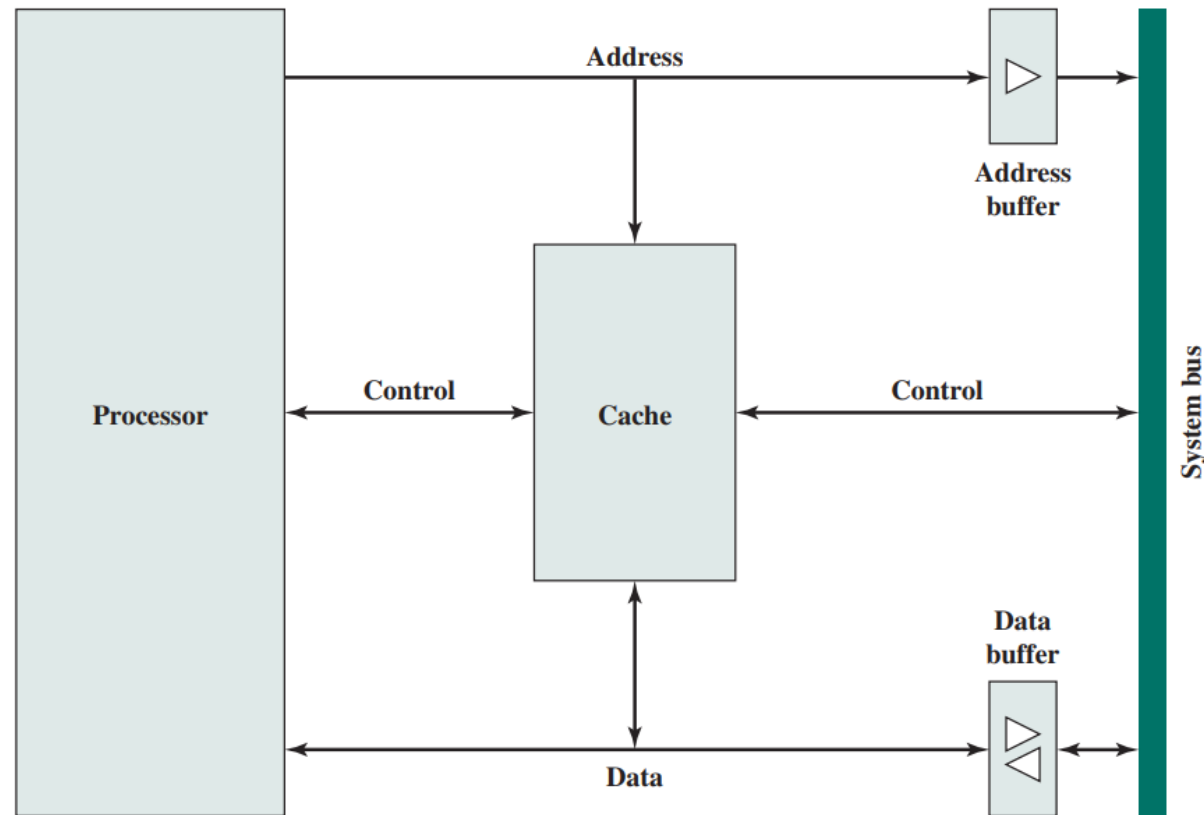 Address
Address
buffer
Processor
Control
Cache
Control
System bus
Data
buffer
Data